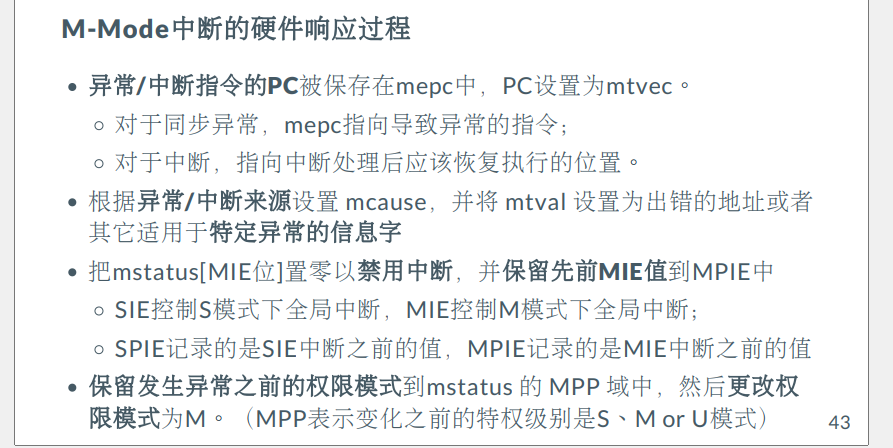 M-Mode中断的硬件响应过程
• 异常/中断指令的PC被保存在mepc中，PC设置为mtvec。
○ 对于同步异常，mepc指向导致异常的指令；
○ 对于中断，指向中断处理后应该恢复执行的位置。
• 根据异常/中断来源设置 mcause，并将 mtval 设置为出错的地址或者
其它适用于特定异常的信息字
• 把mstatus[MIE位]置零以禁用中断，并保留先前MIE值到MPIE中
○ SIE控制S模式下全局中断，MIE控制M模式下全局中断；
○ SPIE记录的是SIE中断之前的值，MPIE记录的是MIE中断之前的值
• 保留发生异常之前的权限模式到mstatus 的 MPP 域中，然后更改权
限模式为M。（MPP表示变化之前的特权级别是S、M or U模式）
43